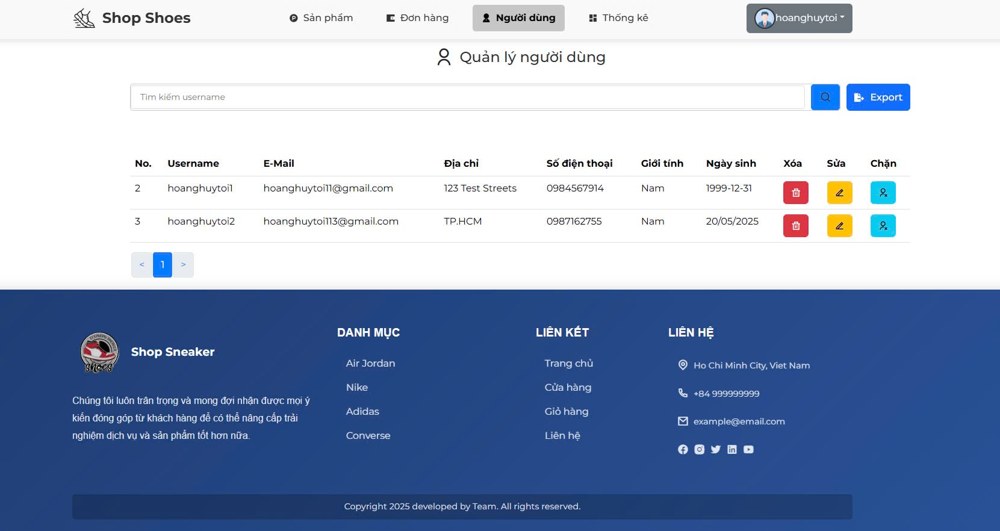 Shop Shoes
Sản phẩm
Đơn hàng
Người dùng
Thống kê
hoanghuytoi
Quản lý người dùng
Tìm kiếm username
Export
No. Username E-Mail Địa chỉ Số điện thoại Giới tính Ngày sinh Xóa Sửa Chặn
2 hoanghuytoi1 hoanghuytoi11@gmail.com 123 Test Streets 0984567914 Nam 1999-12-31
3 hoanghuytoi2 hoanghuytoi113@gmail.com TP.HCM 0987162755 Nam 20/05/2025
< 1 >
shoes
Shop Sneaker
Chúng tôi luôn trân trọng và mong đợi nhận được mọi ý
kiến đóng góp từ khách hàng để có thể nâng cấp trải
nghiệm dịch vụ và sản phẩm tốt hơn nữa.
DANH MỤC
Air Jordan
Nike
Adidas
Converse
LIÊN KẾT
Trang chủ
Cửa hàng
Giỏ hàng
Liên hệ
LIÊN HỆ
Ho Chi Minh City, Viet Nam
+84 999999999
example@email.com
Copyright 2025 developed by Team. All rights reserved.